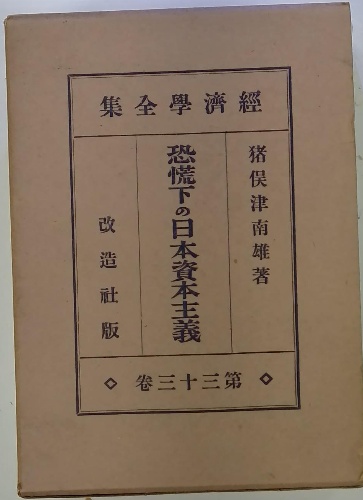 經濟學全集
猪俣津南雄著
恐慌下の日本資本主義
改造社版
第三十三卷